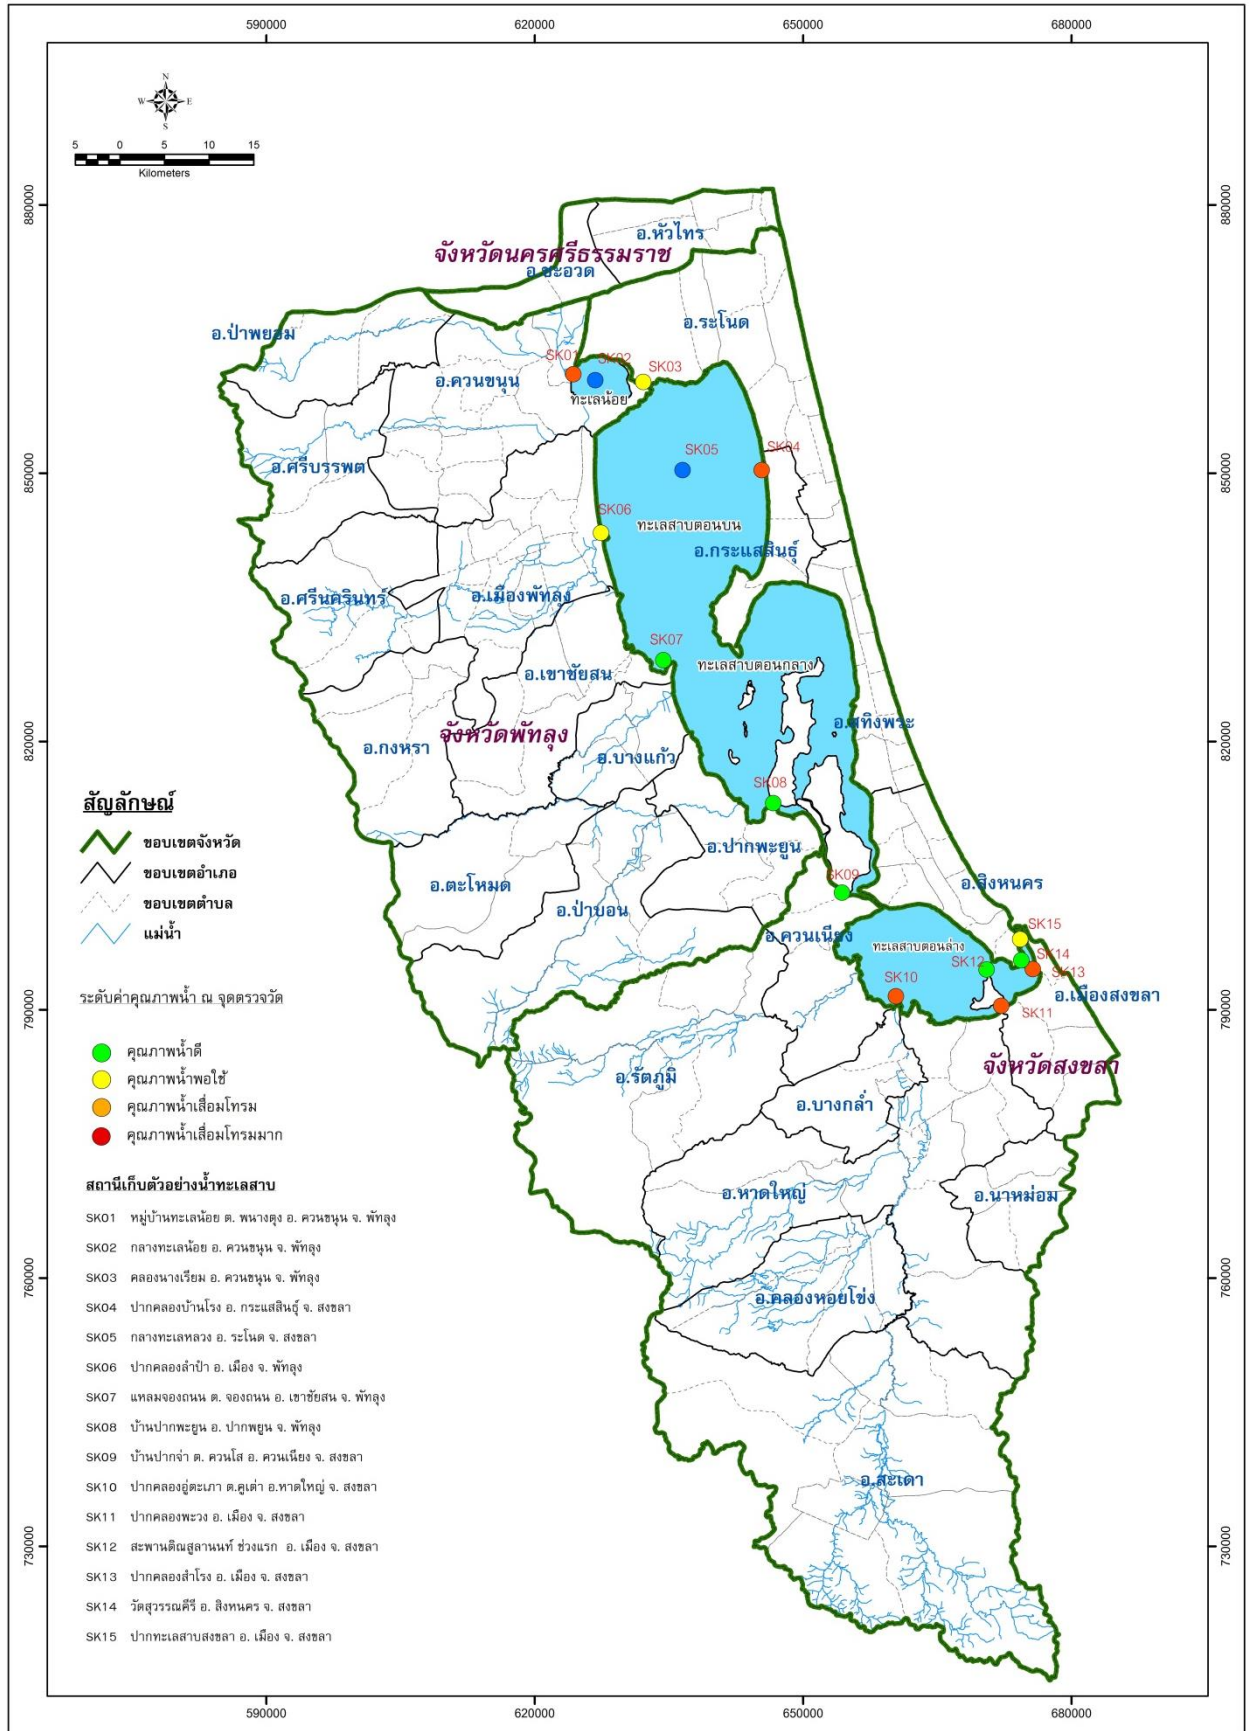 590000 620000 650000 680000
N
W E
S
5 0 5 10 15
Kilometers
880000 880000
อ.หัวไทร
จังหวัดนครศรีธรรมราช
อ.ชะอวด
อ.ป่าพยอม
อ.ระโนด
SK01 SK02 SK03
อ.ควนขนุน
ทะเลน้อย
850000 850000
อ.ศรีบรรพต
SK05 SK04
SK06
ทะเลสาบตอนบน
อ.กระแสสินธุ์
อ.ศรีนครินทร์
อ.เมืองพัทลุง
SK07
ทะเลสาบตอนกลาง
อ.เขาชัยสน
820000 820000
อ.สทิงพระ
จังหวัดพัทลุง
อ.กงหรา
อ.บางแก้ว
SK08
สัญลักษณ์
ขอบเขตจังหวัด
ขอบเขตอำเภอ
ขอบเขตตำบล
แม่น้ำ
อ.ปากพะยูน
อ.ตะโหมด
SK09
อ.สิงหนคร
อ.ป่าบอน
SK15
อ.ควนเนียง
ทะเลสาบตอนล่าง
SK14
SK12
SK13
SK10
อ.เมืองสงขลา
SK11
790000 790000
ระดับค่าคุณภาพน้ำ ณ จุดตรวจวัด
คุณภาพน้ำดี
คุณภาพน้ำพอใช้
คุณภาพน้ำเสื่อมโทรม
คุณภาพน้ำเสื่อมโทรมมาก
จังหวัดสงขลา
อ.รัตภูมิ
อ.บางกล่ำ
อ.หาดใหญ่
อ.นาหม่อม
760000 760000
อ.คลองหอยโข่ง
อ.สะเดา
730000 730000
สถานีเก็บตัวอย่างน้ำทะเลสาบ
SK01 หมู่บ้านทะเลน้อย ต. พนางตุง อ. ควนขนุน จ. พัทลุง
SK02 กลางทะเลน้อย อ. ควนขนุน จ. พัทลุง
SK03 คลองนางเรียม อ. ควนขนุน จ. พัทลุง
SK04 ปากคลองบ้านโรง อ. กระแสสินธุ์ จ. สงขลา
SK05 กลางทะเลหลวง อ. ระโนด จ. สงขลา
SK06 ปากคลองลำปำ อ. เมือง จ. พัทลุง
SK07 แหลมจองถนน ต. จองถนน อ. เขาชัยสน จ. พัทลุง
SK08 บ้านปากพะยูน อ. ปากพยูน จ. พัทลุง
SK09 บ้านปากจ่า ต. ควนโส อ. ควนเนียง จ. สงขลา
SK10 ปากคลองอู่ตะเภา ต.คูเต่า อ.หาดใหญ่ จ. สงขลา
SK11 ปากคลองพะวง อ. เมือง จ. สงขลา
SK12 สะพานติณสูลานนท์ ช่วงแรก อ. เมือง จ. สงขลา
SK13 ปากคลองสำโรง อ. เมือง จ. สงขลา
SK14 วัดสุวรรณคีรี อ. สิงหนคร จ. สงขลา
SK15 ปากทะเลสาบสงขลา อ. เมือง จ. สงขลา
590000 620000 650000 680000